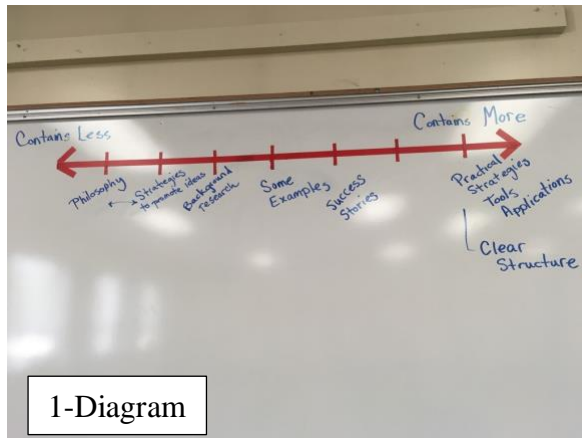 Contains Less
Contains More
Philosophy
Strategies
to promote ideas
Background
research
Some
Examples
Success
Stories
Practical
Strategies
Tools
Applications
Clear
Structure
1-Diagram